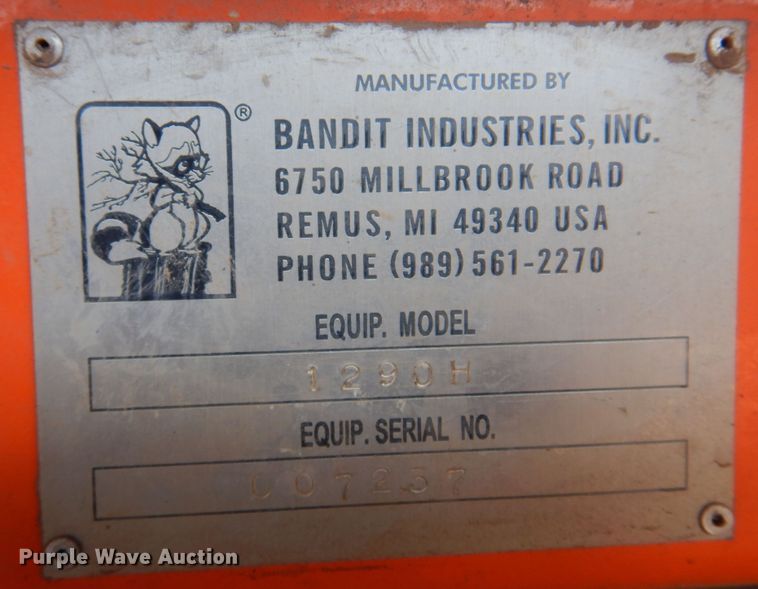 MANUFACTURED BY
®
BANDIT INDUSTRIES, INC.
6750 MILLBROOK ROAD
REMUS, MI 49340 USA
PHONE (989) 561-2270
EQUIP. MODEL
1290H
EQUIP. SERIAL NO.
007257
Purple Wave Auction